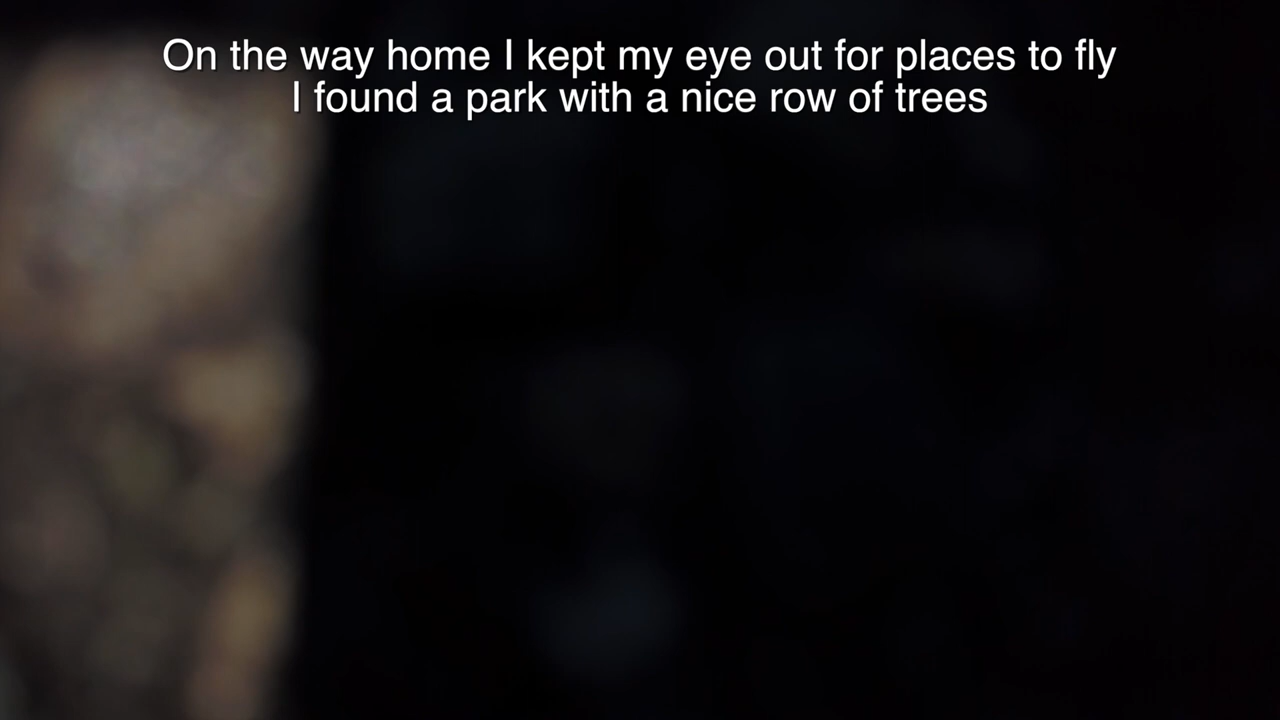 On the way home I kept my eye out for places to fly
I found a park with a nice row of trees